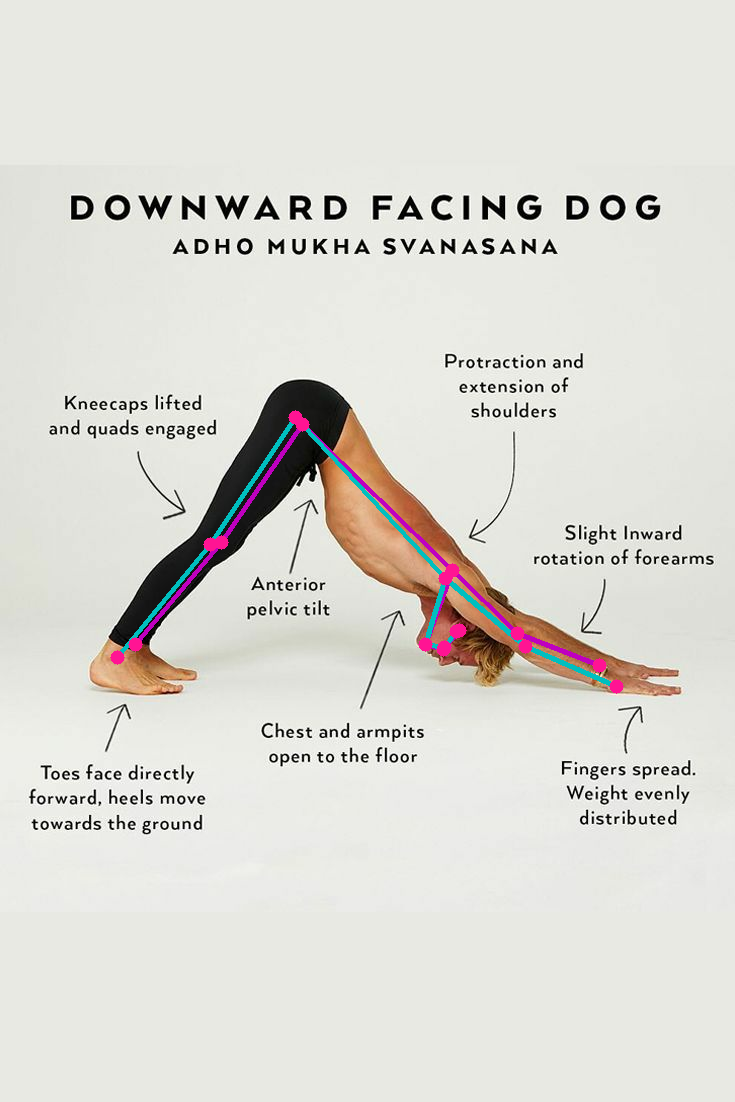 DOWNWARD FACING DOG
ADHO MUKHA SVANASANA
Protraction and
extension of
shoulders
Kneecaps lifted
and quads engaged
Slight Inward
rotation of forearms
Anterior
pelvic tilt
Chest and armpits
open to the floor
Toes face directly
forward, heels move
towards the ground
Fingers spread.
Weight evenly
distributed